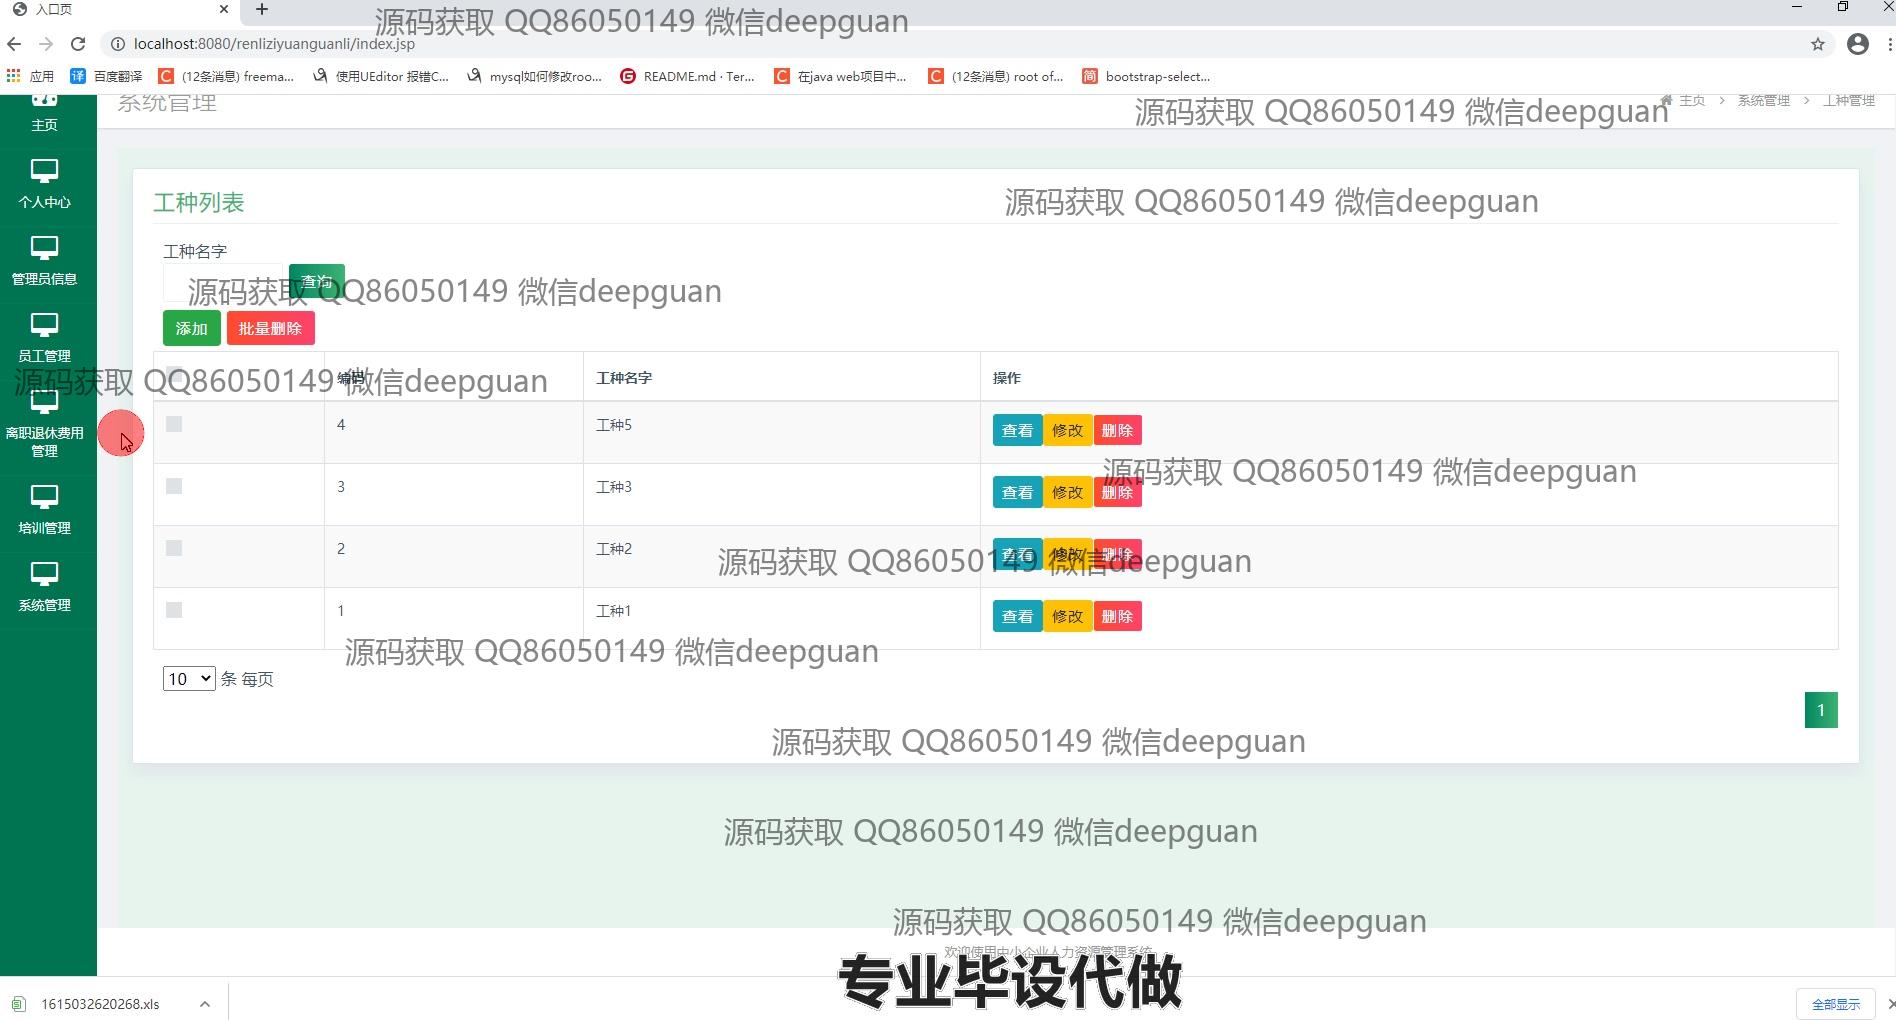 入口页
源码获取 QQ86050149 微信deepguan
localhost:8080/renliziyuanguanli/index.jsp
应用
百度翻译
(12条消息) freema...
使用UEditor 报错C...
mysql如何修改roo...
README.md · Ter...
在java web项目中...
(12条消息) root of...
bootstrap-select...
系统管理
主页
系统管理
工种管理
源码获取 QQ86050149 微信deepguan
主页
个人中心
管理员信息
员工管理
离职退休费用
管理
培训管理
系统管理
工种列表
源码获取 QQ86050149 微信deepguan
工种名字
查询
源码获取 QQ86050149 微信deepguan
添加
批量删除
编码
工种名字
操作
源码获取 QQ86050149 微信deepguan
4
工种5
查看
修改
删除
3
工种3
查看
修改
删除
源码获取 QQ86050149 微信deepguan
2
工种2
查看
修改
删除
源码获取 QQ86050149 微信deepguan
1
工种1
查看
修改
删除
源码获取 QQ86050149 微信deepguan
10 条 每页
1
源码获取 QQ86050149 微信deepguan
源码获取 QQ86050149 微信deepguan
源码获取 QQ86050149 微信deepguan
欢迎使用中小企业人力资源管理系统
专业毕设代做
1615032620268.xls
全部显示